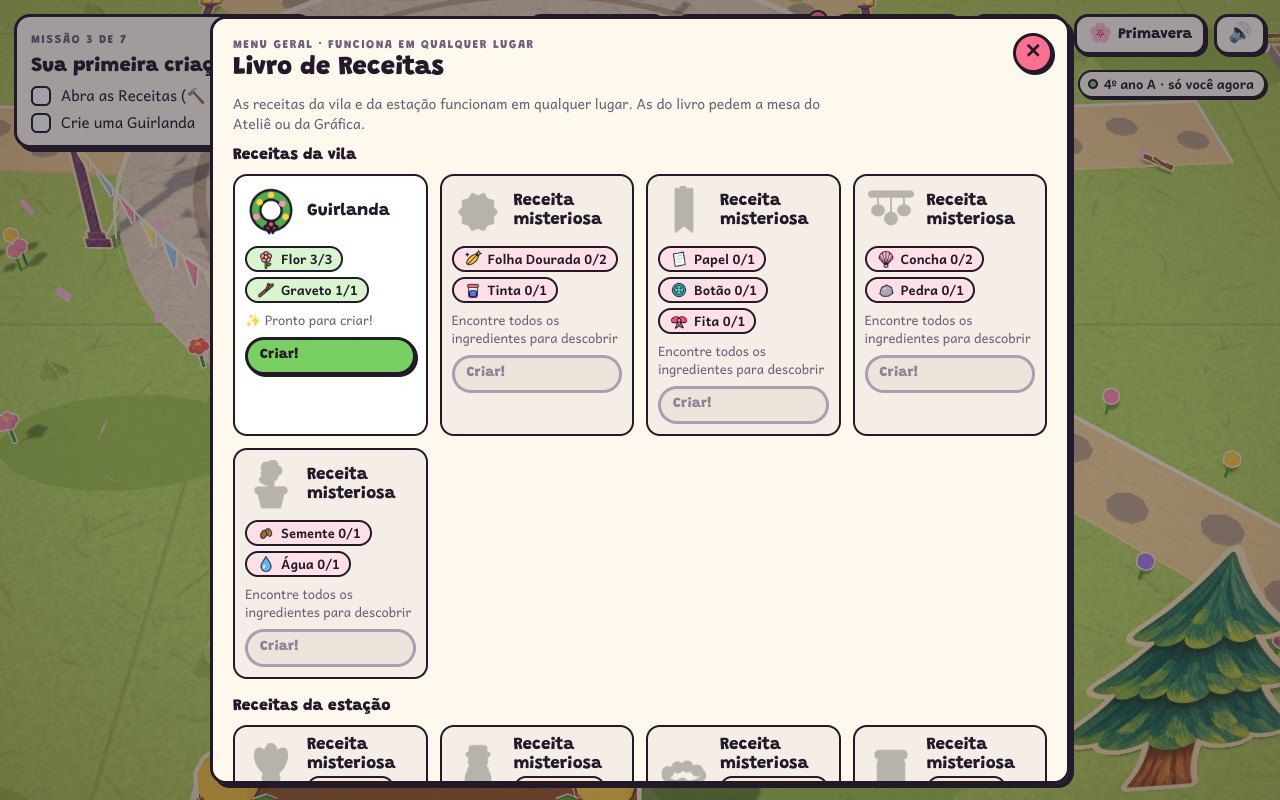 MISSÃO 3 DE 7
Sua primeira criaç
Abra as Receitas (
Crie uma Guirlanda
MENU GERAL · FUNCIONA EM QUALQUER LUGAR
Livro de Receitas
As receitas da vila e da estação funcionam em qualquer lugar. As do livro pedem a mesa do
Ateliê ou da Gráfica.
Primavera
4º ano A · só você agora
Receitas da vila
Guirlanda
Flor 3/3
Graveto 1/1
✨ Pronto para criar!
Criar!
Receita
misteriosa
Folha Dourada 0/2
Tinta 0/1
Encontre todos os
ingredientes para descobrir
Criar!
Receita
misteriosa
Papel 0/1
Botão 0/1
Fita 0/1
Encontre todos os
ingredientes para descobrir
Criar!
Receita
misteriosa
Concha 0/2
Pedra 0/1
Encontre todos os
ingredientes para descobrir
Criar!
Receita
misteriosa
Semente 0/1
Água 0/1
Encontre todos os
ingredientes para descobrir
Criar!
Receitas da estação
Receita
misteriosa
Receita
misteriosa
Receita
misteriosa
Receita
misteriosa